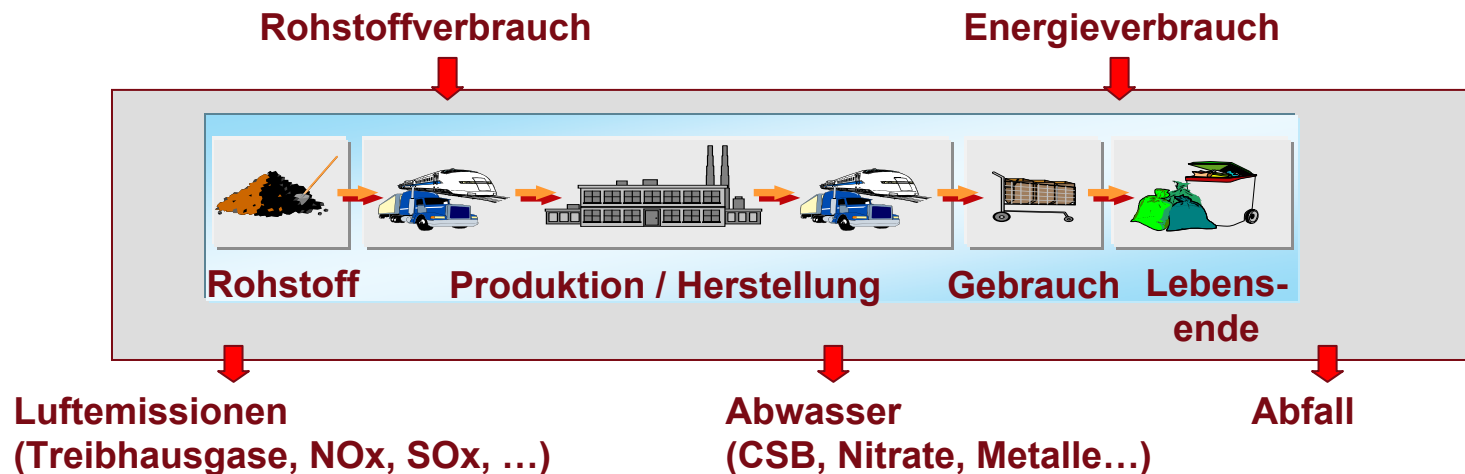 Rohstoffverbrauch
Energieverbrauch
Rohstoff
Produktion / Herstellung
Gebrauch
Lebens-
ende
Luftemissionen
(Treibhausgase, NOx, SOx, …)
Abwasser
(CSB, Nitrate, Metalle…)
Abfall